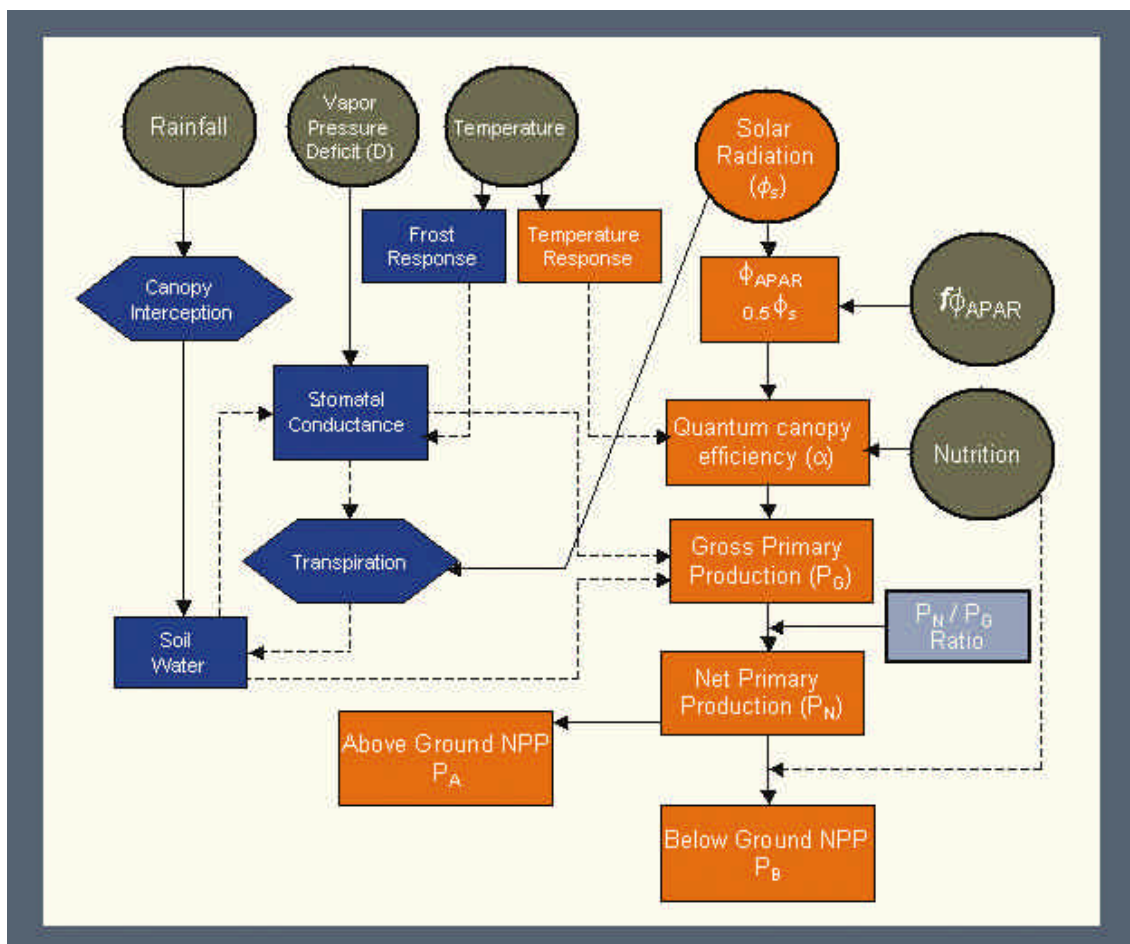 Rainfall
Vapor
Pressure
Deficit (D)
Temperature
Solar
Radiation
(ϕs)
Frost
Response
Temperature
Response
Canopy
Interception
ϕAPAR
0.5 ϕs
fϕAPAR
Stomatal
Conductance
Quantum canopy
efficiency (α)
Nutrition
Transpiration
Gross Primary
Production (PG)
PN / PG
Ratio
Soil
Water
Net Primary
Production (PN)
Above Ground NPP
PA
Below Ground NPP
PB